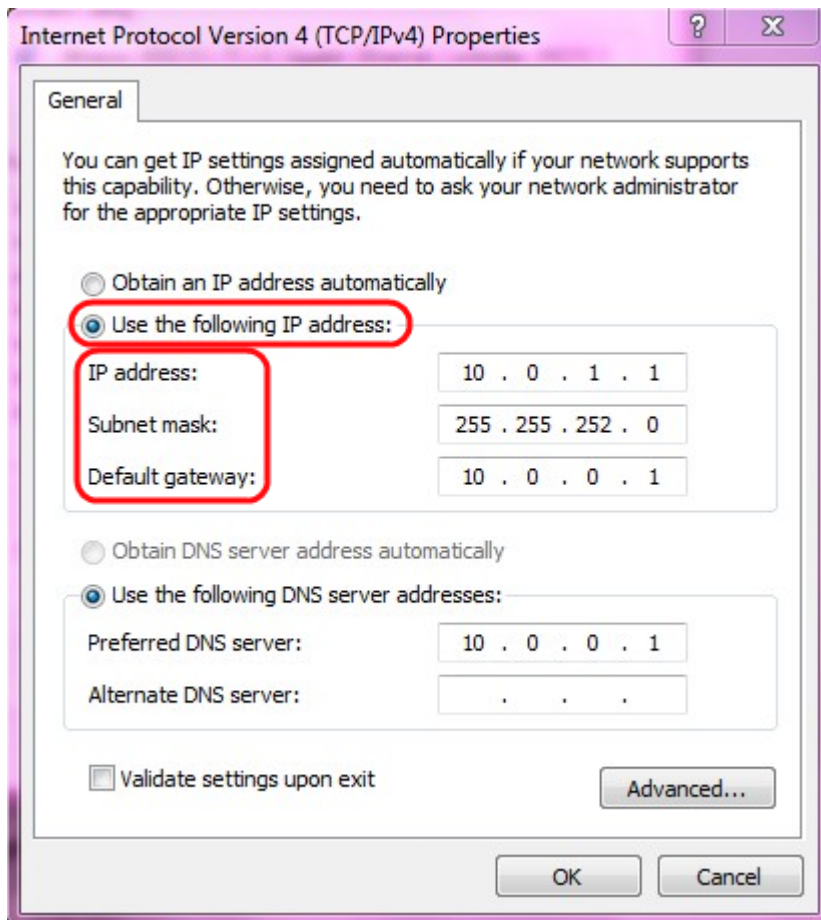 Internet Protocol Version 4 (TCP/IPv4) Properties
General
You can get IP settings assigned automatically if your network supports
this capability. Otherwise, you need to ask your network administrator
for the appropriate IP settings.
Obtain an IP address automatically
Use the following IP address:
IP address: 10 . 0 . 1 . 1
Subnet mask: 255 . 255 . 252 . 0
Default gateway: 10 . 0 . 0 . 1
Obtain DNS server address automatically
Use the following DNS server addresses:
Preferred DNS server: 10 . 0 . 0 . 1
Alternate DNS server: . . .
Validate settings upon exit
Advanced...
OK Cancel